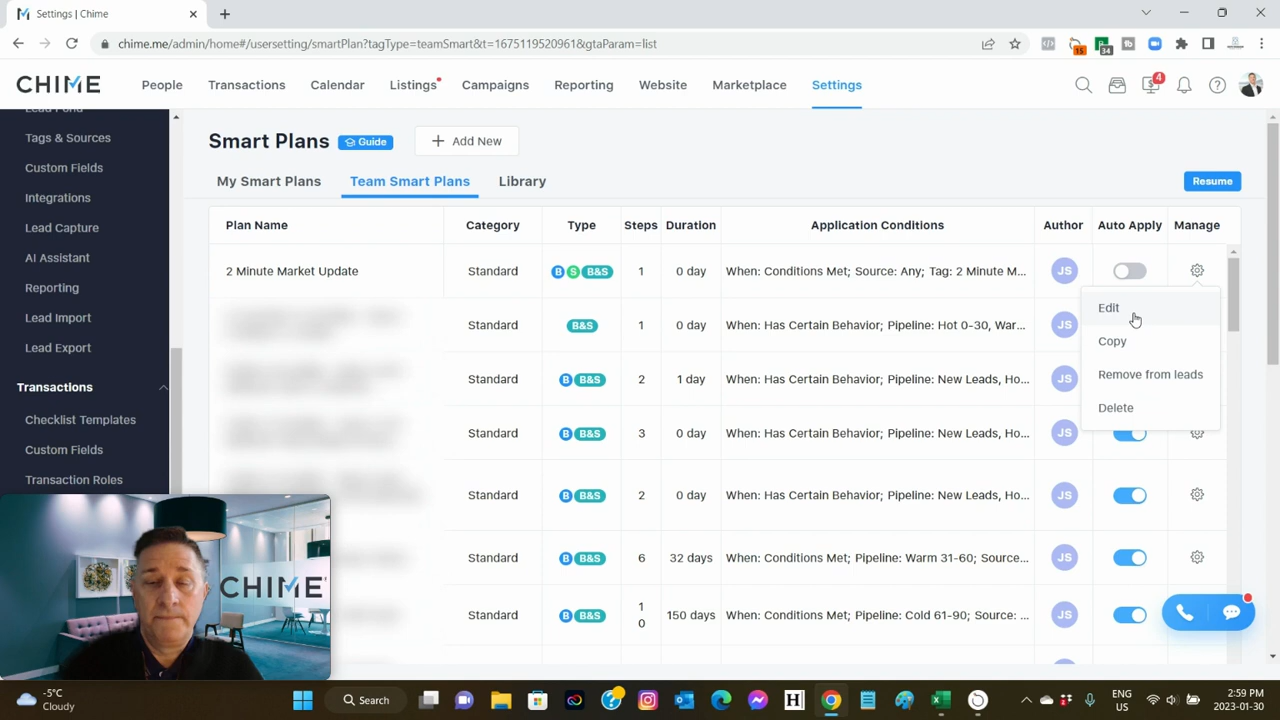 Settings | Chime
chime.me/admin/home#/usersetting/smartPlan?tagType=teamSmart&t=1675119520961&gtaParam=list
15
34
CHIME
People
Transactions
Calendar
Listings
Campaigns
Reporting
Website
Marketplace
Settings
4
Lead Pond
Tags & Sources
Custom Fields
Integrations
Lead Capture
AI Assistant
Reporting
Lead Import
Lead Export
Transactions
Checklist Templates
Custom Fields
Transaction Roles
Smart Plans
Guide
+ Add New
My Smart Plans
Team Smart Plans
Library
Resume
Plan Name Category Type Steps Duration Application Conditions Author Auto Apply Manage
2 Minute Market Update Standard B S B&S 1 0 day When: Conditions Met; Source: Any; Tag: 2 Minute M... JS
Standard B&S 1 0 day When: Has Certain Behavior; Pipeline: Hot 0-30, War... JS
Standard B B&S 2 1 day When: Has Certain Behavior; Pipeline: New Leads, Ho... JS
Standard B B&S 3 0 day When: Has Certain Behavior; Pipeline: New Leads, Ho... JS
Standard B B&S 2 0 day When: Has Certain Behavior; Pipeline: New Leads, Ho... JS
Standard B B&S 6 32 days When: Conditions Met; Pipeline: Warm 31-60; Source:... JS
Standard B B&S 10 150 days When: Conditions Met; Pipeline: Cold 61-90; Source: ... JS
Edit
Copy
Remove from leads
Delete
CHIME
-5°C
Cloudy
Search
H
ENG
US
2:59 PM
2023-01-30